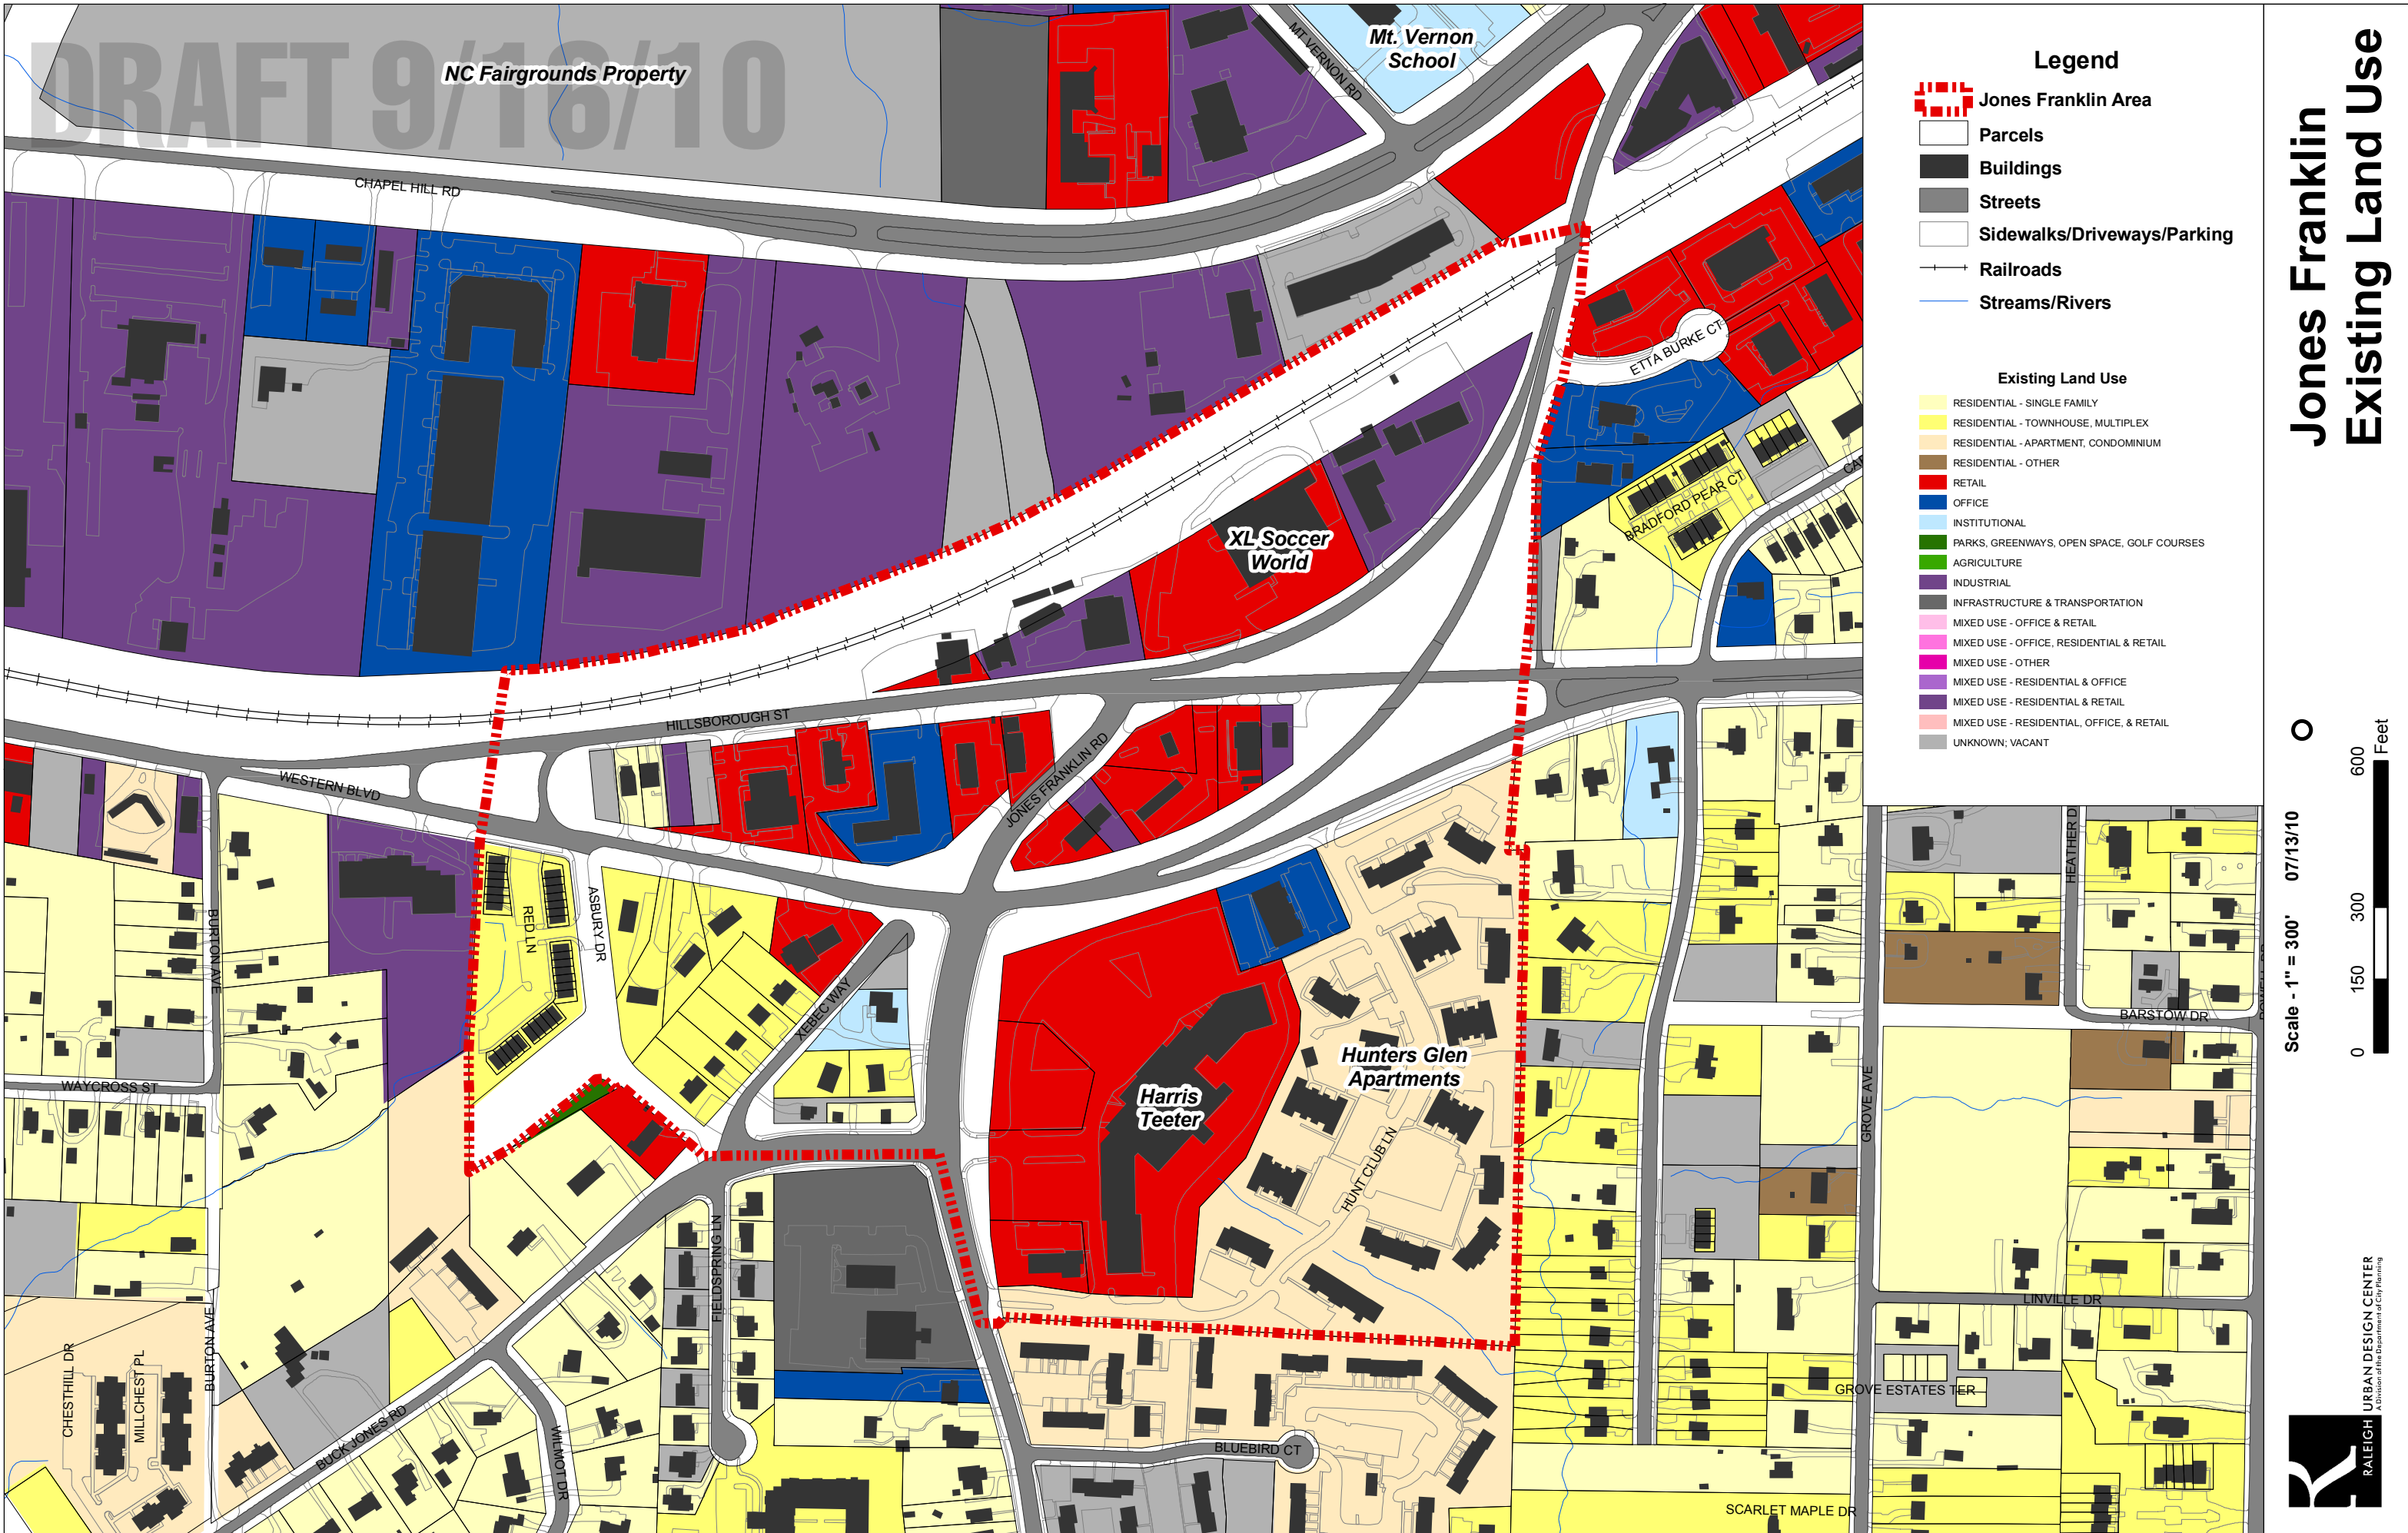 DRAFT 9/16/10
NC Fairgrounds Property
Mt. Vernon
School
MT VERNON RD
CHAPEL HILL RD
ETTA BURKE CT
BRADFORD PEAR CT
XL Soccer
World
HILLSBOROUGH ST
WESTERN BLVD
JONES FRANKLIN RD
BURTON AVE
RED LN
ASBURY DR
XEBEC WAY
WAYCROSS ST
Hunters Glen
Apartments
Harris
Teeter
HUNT CLUB LN
FIELDSPRING LN
GROVE AVE
HEATHER D
BARSTOW DR
LINVILLE DR
GROVE ESTATES TER
SCARLET MAPLE DR
CHESTHILL DR
MILLCHEST PL
BURTON AVE
BUCK JONES RD
WILMOT DR
BLUEBIRD CT
Legend
Jones Franklin Area
Parcels
Buildings
Streets
Sidewalks/Driveways/Parking
Railroads
Streams/Rivers
Existing Land Use
RESIDENTIAL - SINGLE FAMILY
RESIDENTIAL - TOWNHOUSE, MULTIPLEX
RESIDENTIAL - APARTMENT, CONDOMINIUM
RESIDENTIAL - OTHER
RETAIL
OFFICE
INSTITUTIONAL
PARKS, GREENWAYS, OPEN SPACE, GOLF COURSES
AGRICULTURE
INDUSTRIAL
INFRASTRUCTURE & TRANSPORTATION
MIXED USE - OFFICE & RETAIL
MIXED USE - OFFICE, RESIDENTIAL & RETAIL
MIXED USE - OTHER
MIXED USE - RESIDENTIAL & OFFICE
MIXED USE - RESIDENTIAL & RETAIL
MIXED USE - RESIDENTIAL, OFFICE, & RETAIL
UNKNOWN; VACANT
Jones Franklin
Existing Land Use
Scale - 1" = 300' 07/13/10
0 150 300 600
Feet
RALEIGH URBAN DESIGN CENTER
A Division of the Department of City Planning